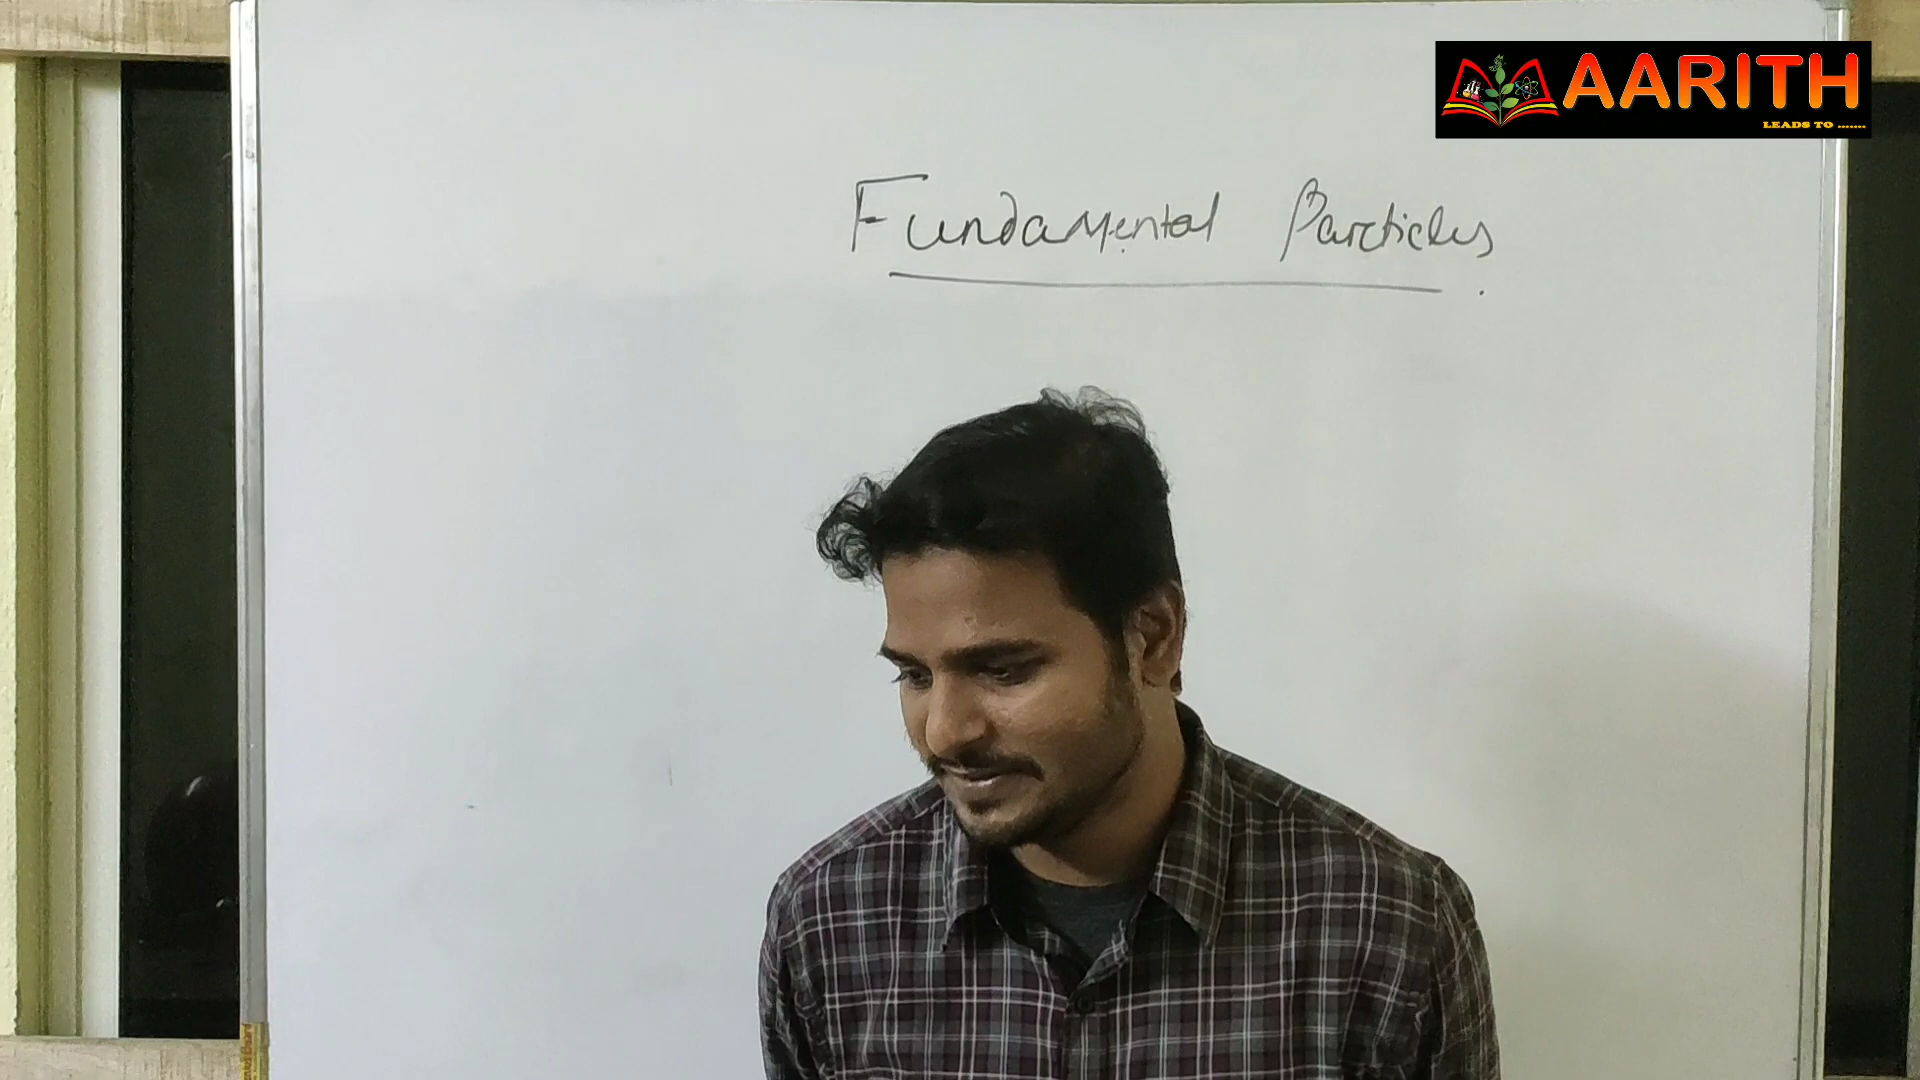 AARITH
LEADS TO .......
Fundamental Particles